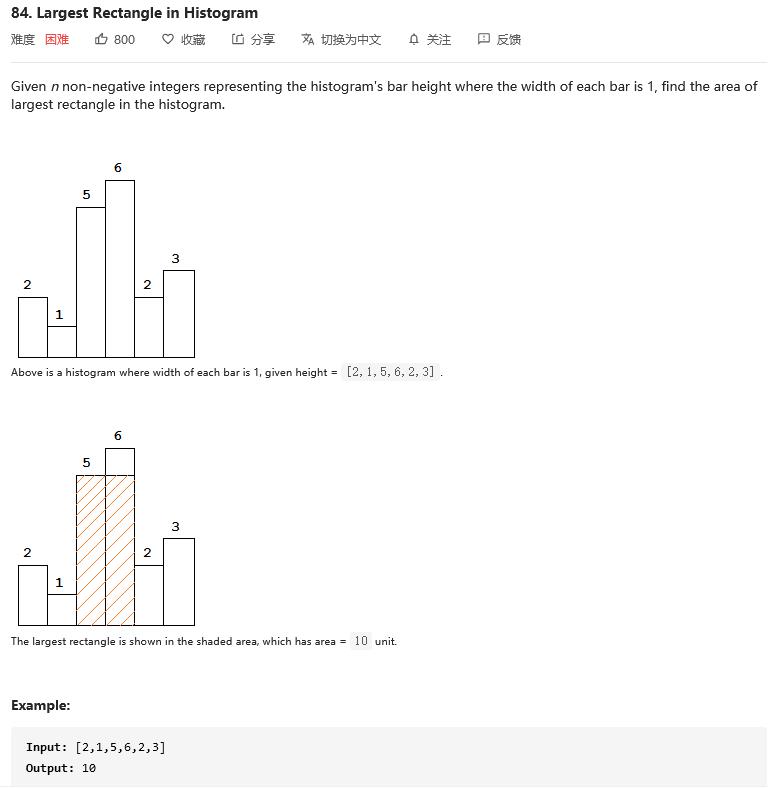 84. Largest Rectangle in Histogram
难度 困难 800 收藏 分享 切换为中文 关注 反馈
Given n non-negative integers representing the histogram's bar height where the width of each bar is 1, find the area of
largest rectangle in the histogram.
6
5
3
2 2
1
Above is a histogram where width of each bar is 1, given height = [2,1,5,6,2,3] .
6
5
3
2 2
1
The largest rectangle is shown in the shaded area, which has area = 10 unit.
Example:
Input: [2,1,5,6,2,3]
Output: 10